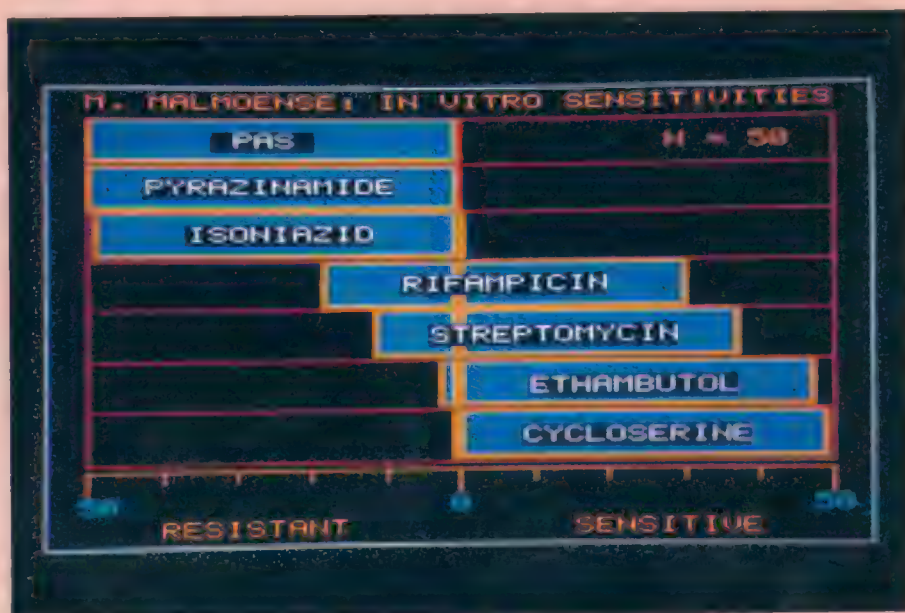 M. MALMOENSE: IN VITRO SENSITIVITIES
PAS
N = 50
PYRAZINAMIDE
ISONIAZID
RIFAMPICIN
STREPTOMYCIN
ETHAMBUTOL
CYCLOSERINE
50 0 50
RESISTANT SENSITIVE